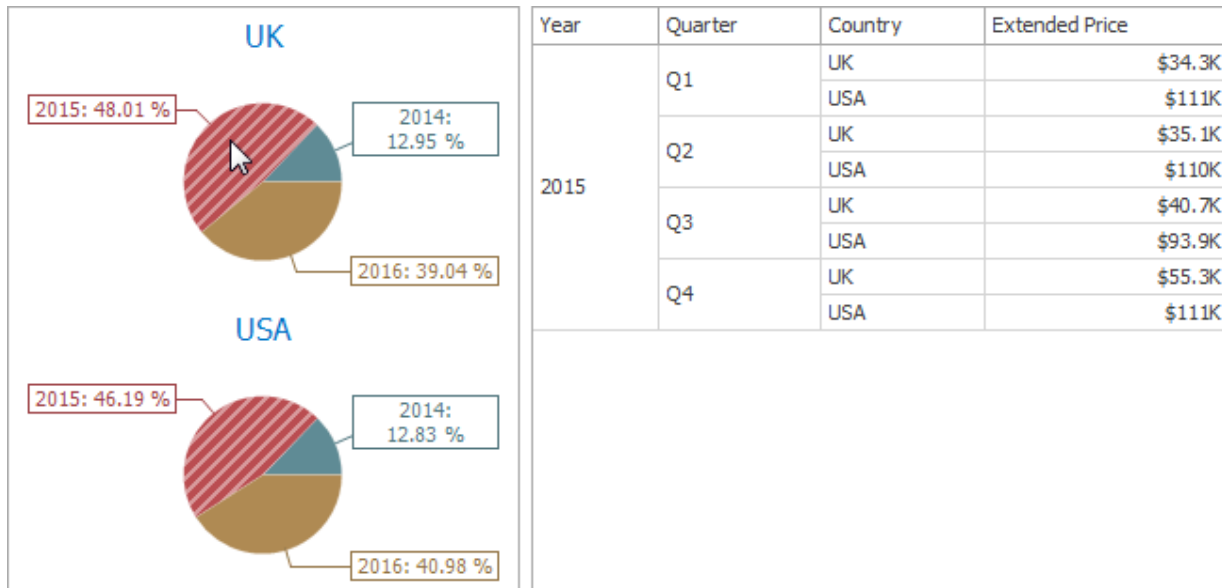 UK
2015: 48.01 %
2014:
12.95 %
2016: 39.04 %
USA
2015: 46.19 %
2014:
12.83 %
2016: 40.98 %
Year Quarter Country Extended Price
2015
Q1
UK $34.3K
USA $111K
Q2
UK $35.1K
USA $110K
Q3
UK $40.7K
USA $93.9K
Q4
UK $55.3K
USA $111K